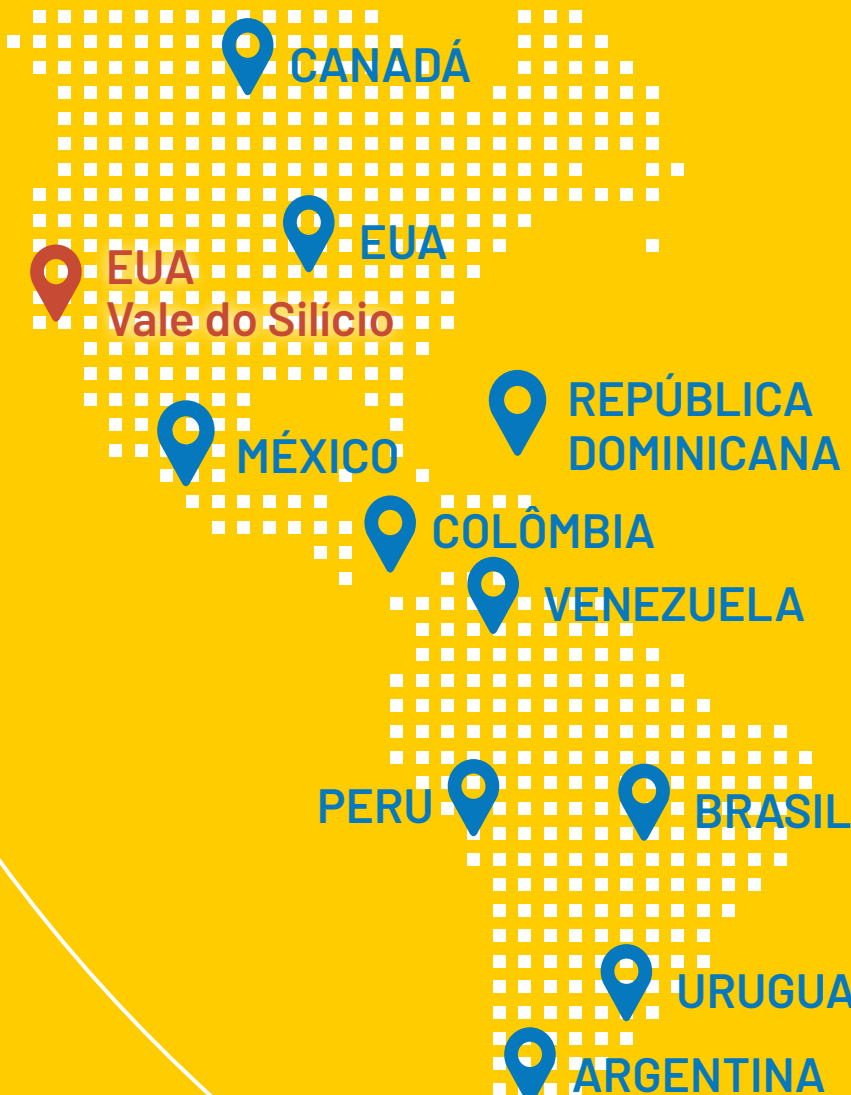 CANADÁ
EUA
EUA
Vale do Silício
REPÚBLICA
DOMINICANA
MÉXICO
COLÔMBIA
VENEZUELA
PERU
BRASIL
URUGUA
ARGENTINA